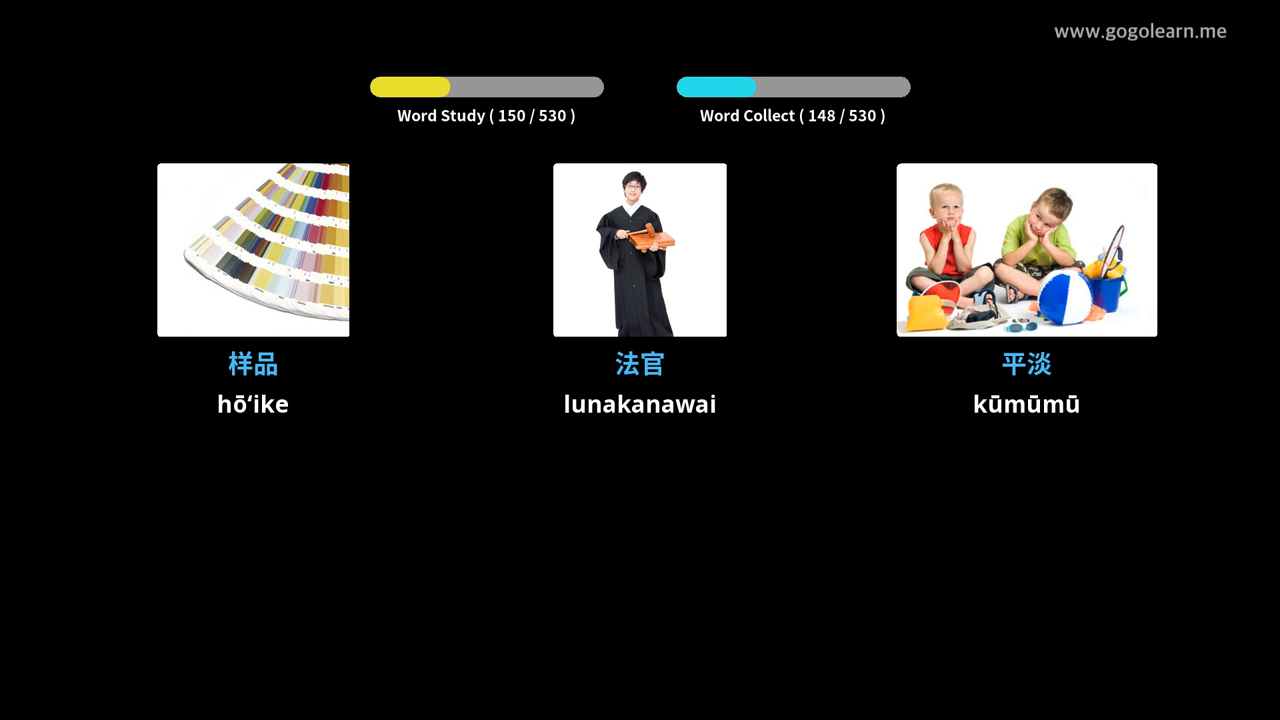 www.gogolearn.me
Word Study ( 150 / 530 )
Word Collect ( 148 / 530 )
样品
法官
平淡
hōʻike
lunakanawai
kūmūmū